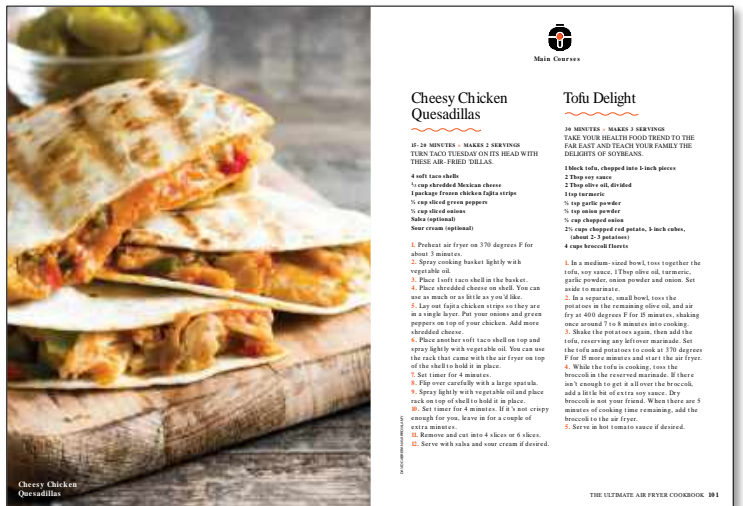 Main Courses
Cheesy Chicken
Quesadillas
15-20 MINUTES • MAKES 2 SERVINGS
TURN TACO TUESDAY ON ITS HEAD WITH
THESE AIR-FRIED 'DILLAS.
4 soft taco shells
cup shredded Mexican cheese
1 package frozen chicken fajita strips
cup sliced green peppers
cup sliced onions
Salsa (optional)
Sour cream (optional)
1. Preheat air fryer on 370 degrees F for
about 3 minutes.
2. Spray cooking basket lightly with
vegetable oil.
3. Place 1 soft taco shell in the basket.
4. Place shredded cheese on shell. You can
use as much or as little as you'd like.
5. Lay out fajita chicken strips so they are
in a single layer. Put your onions and green
peppers on top of your chicken. Add more
shredded cheese.
6. Place another soft taco shell on top and
spray lightly with vegetable oil. You can use
the rack that came with the air fryer on top
of the shell to hold it in place.
7. Set timer for 4 minutes.
8. Flip over carefully with a large spatula.
9. Spray lightly with vegetable oil and place
rack on top of shell to hold it in place.
10. Set timer for 4 minutes. If it's not crispy
enough for you, leave in for a couple of
extra minutes.
11. Remove and cut into 4 slices or 6 slices.
12. Serve with salsa and sour cream if desired.
Tofu Delight
30 MINUTES • MAKES 3 SERVINGS
TAKE YOUR HEALTH FOOD TREND TO THE
FAR EAST AND TEACH YOUR FAMILY THE
DELIGHTS OF SOYBEANS.
1 block tofu, chopped into 1-inch pieces
2 Tbsp soy sauce
2 Tbsp olive oil, divided
1 tsp turmeric
½ tsp garlic powder
½ tsp onion powder
½ cup chopped onion
2½ cups chopped red potato, 1-inch cubes,
(about 2-3 potatoes)
4 cups broccoli florets
1. In a medium-sized bowl, toss together the
tofu, soy sauce, 1 Tbsp olive oil, turmeric,
garlic powder, onion powder and onion. Set
aside to marinate.
2. In a separate, small bowl, toss the
potatoes in the remaining olive oil, and air
fry at 400 degrees F for 15 minutes, shaking
once around 7 to 8 minutes into cooking.
3. Shake the potatoes again, then add the
tofu, reserving any leftover marinade. Set
the tofu and potatoes to cook at 370 degrees
F for 15 more minutes and start the air fryer.
4. While the tofu is cooking, toss the
broccoli in the reserved marinade. If there
isn't enough to get it all over the broccoli,
add a little bit of extra soy sauce. Dry
broccoli is not your friend. When there are 5
minutes of cooking time remaining, add the
broccoli to the air fryer.
5. Serve in hot tomato sauce if desired.
Cheesy Chicken
Quesadillas
THE ULTIMATE AIR FRYER COOKBOOK 101